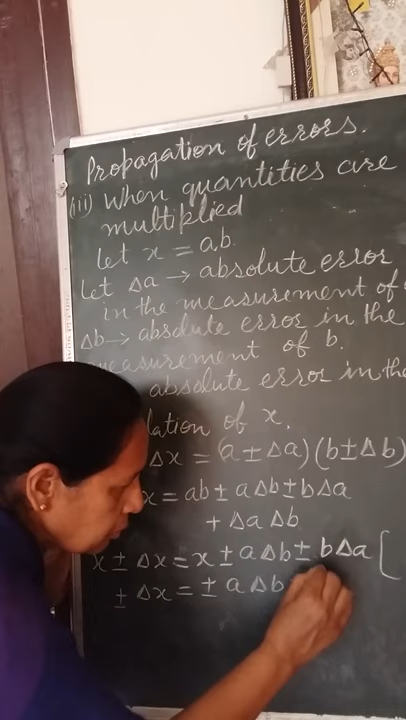 Propagation of errors.
(iii) When quantities are
multiplied
Let x = ab.
Let Δa → absolute error
in the measurement of
Δb → absolute error in the
measurement of b.
absolute error in the
lation of x.
Δx = (a ± Δa)(b ± Δb)
x = ab ± aΔb ± bΔa
+ ΔaΔb
x ± Δx = x ± aΔb ± bΔa [
± Δx = ± aΔb